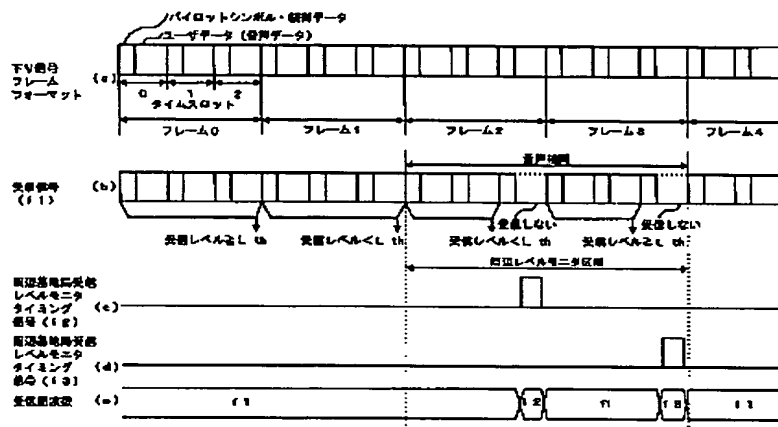 パイロットシンボル・制御データ
ユーザデータ (音声データ)
下り信号
フレーム
フォーマット
(a)
0
1
2
タイムスロット
フレーム0
フレーム1
フレーム2
フレーム3
フレーム4
音声補間
受信信号
(f1)
(b)
受信しない
受信しない
受信レベル≧L th
受信レベル<L th
受信レベル<L th
受信レベル≧L th
周辺レベルモニタ区間
周辺基地局受信
レベルモニタ
タイミング
信号(f2)
(c)
周辺基地局受信
レベルモニタ
タイミング
信号(f3)
(d)
受信周波数
(e)
f1
f2
f1
f3
f1